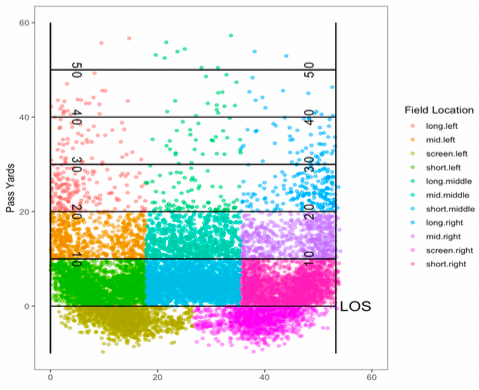 60
40
20
0
Pass Yards
50
50
40
40
30
30
20
20
10
10
LOS
0
20
40
60
Field Location
long.left
mid.left
screen.left
short.left
long.middle
mid.middle
short.middle
long.right
mid.right
screen.right
short.right